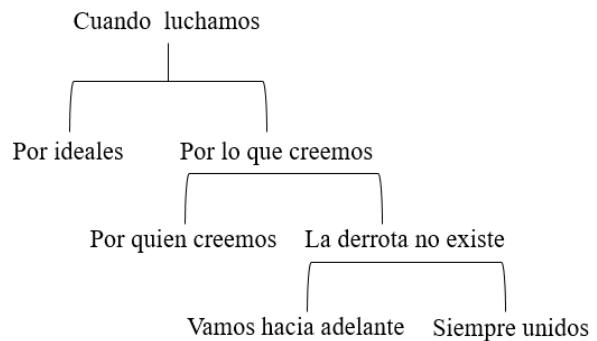 Cuando luchamos
Por ideales Por lo que creemos
Por quien creemos La derrota no existe
Vamos hacia adelante Siempre unidos